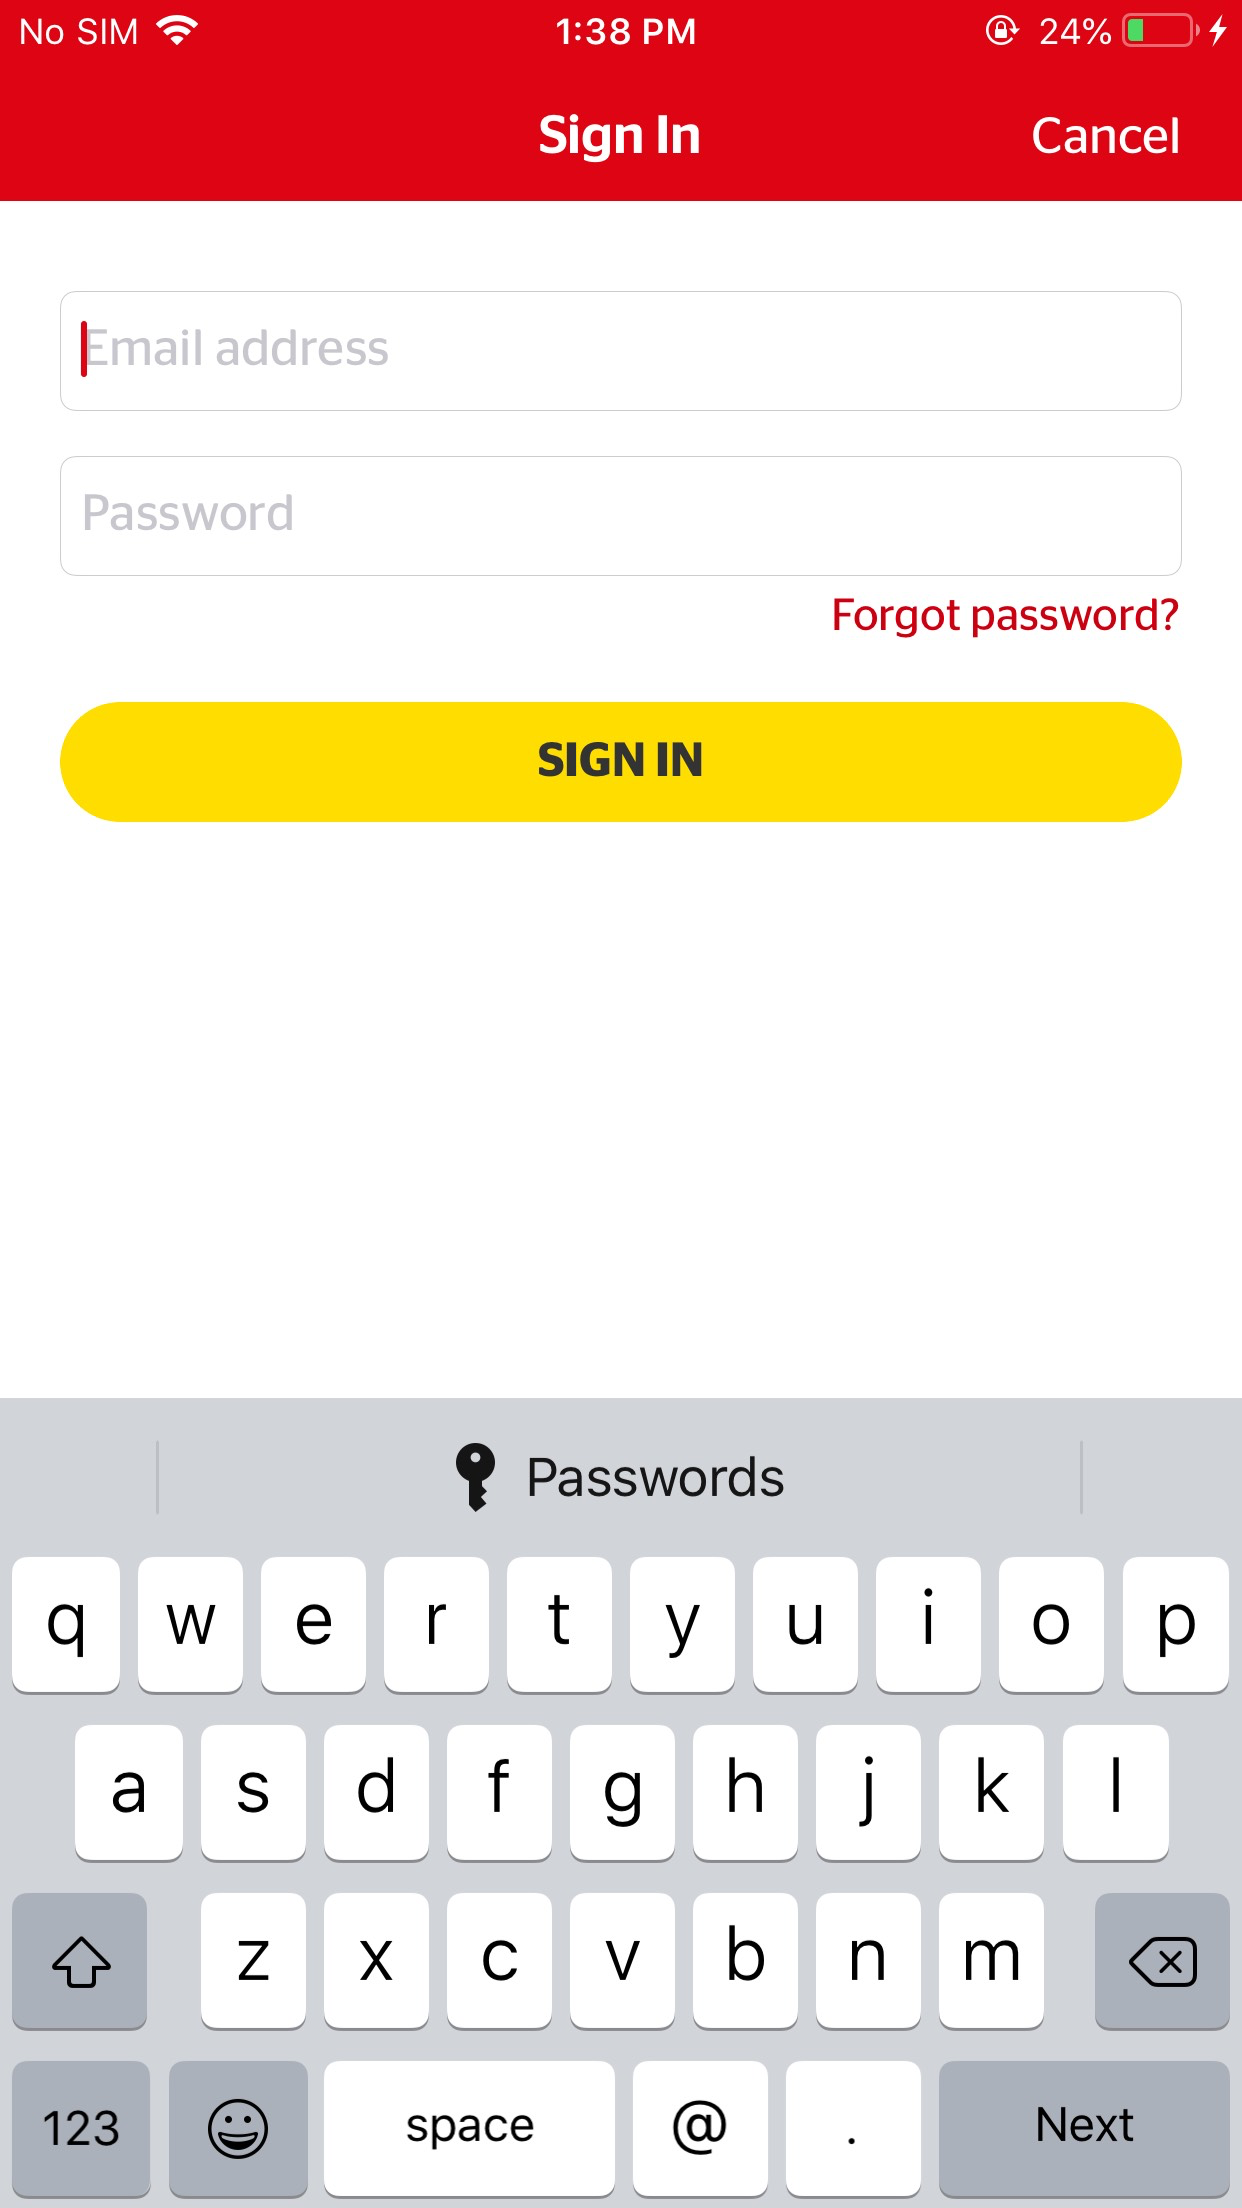 No SIM 1:38 PM 24%
Sign In Cancel
Email address
Password
Forgot password?
SIGN IN
Passwords
q w e r t y u i o p
a s d f g h j k l
z x c v b n m
123 space @ . Next